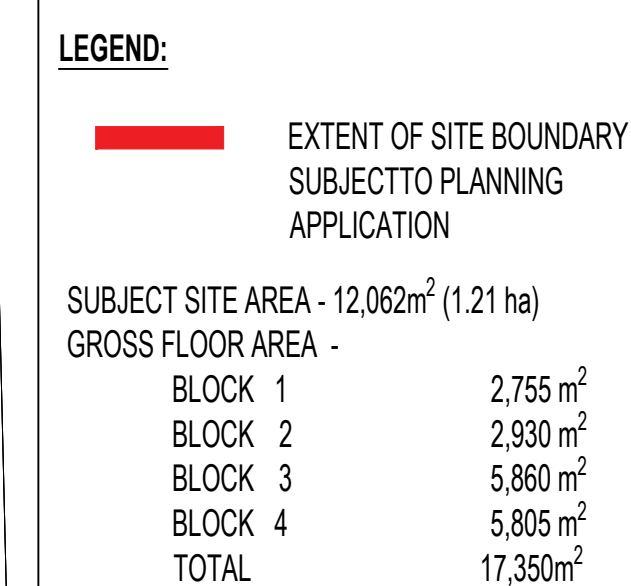 LEGEND:
EXTENT OF SITE BOUNDARY
SUBJECTTO PLANNING
APPLICATION
SUBJECT SITE AREA - 12,062m² (1.21 ha)
GROSS FLOOR AREA -
BLOCK 1 2,755 m²
BLOCK 2 2,930 m²
BLOCK 3 5,860 m²
BLOCK 4 5,805 m²
TOTAL 17,350m²